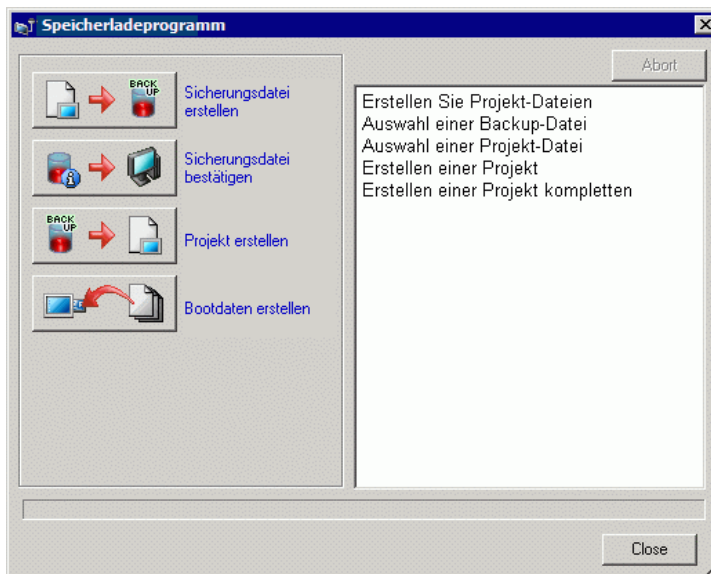 Speicherladeprogramm
BACK
UP
Sicherungsdatei
erstellen
Sicherungsdatei
bestätigen
BACK
UP
Projekt erstellen
Bootdaten erstellen
Abort
Erstellen Sie Projekt-Dateien
Auswahl einer Backup-Datei
Auswahl einer Projekt-Datei
Erstellen einer Projekt
Erstellen einer Projekt kompletten
Close